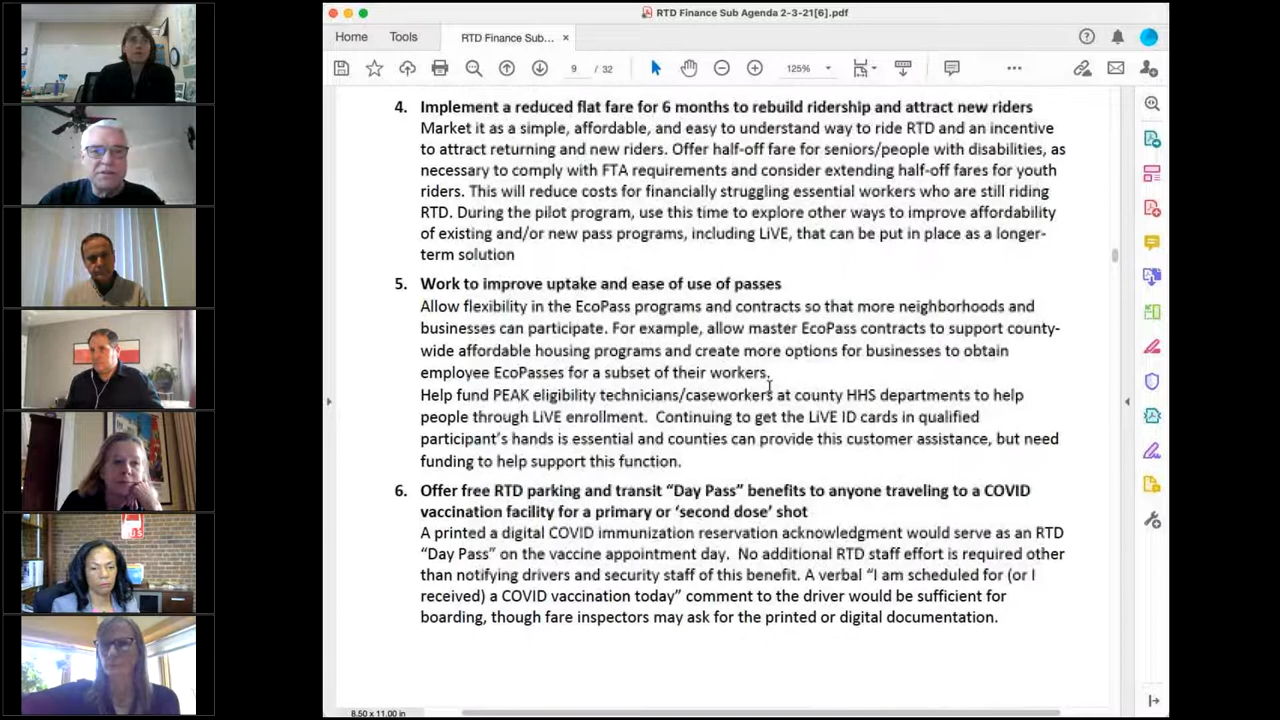 RTD Finance Sub Agenda 2-3-21[6].pdf
Home Tools RTD Finance Sub... ×
9 / 32 125%
4. Implement a reduced flat fare for 6 months to rebuild ridership and attract new riders
Market it as a simple, affordable, and easy to understand way to ride RTD and an incentive
to attract returning and new riders. Offer half-off fare for seniors/people with disabilities, as
necessary to comply with FTA requirements and consider extending half-off fares for youth
riders. This will reduce costs for financially struggling essential workers who are still riding
RTD. During the pilot program, use this time to explore other ways to improve affordability
of existing and/or new pass programs, including LiVE, that can be put in place as a longer-
term solution
5. Work to improve uptake and ease of use of passes
Allow flexibility in the EcoPass programs and contracts so that more neighborhoods and
businesses can participate. For example, allow master EcoPass contracts to support county-
wide affordable housing programs and create more options for businesses to obtain
employee EcoPasses for a subset of their workers.
Help fund PEAK eligibility technicians/caseworkers at county HHS departments to help
people through LiVE enrollment. Continuing to get the LiVE ID cards in qualified
participant's hands is essential and counties can provide this customer assistance, but need
funding to help support this function.
6. Offer free RTD parking and transit “Day Pass” benefits to anyone traveling to a COVID
vaccination facility for a primary or ‘second dose’ shot
A printed a digital COVID immunization reservation acknowledgment would serve as an RTD
“Day Pass” on the vaccine appointment day. No additional RTD staff effort is required other
than notifying drivers and security staff of this benefit. A verbal “I am scheduled for (or I
received) a COVID vaccination today” comment to the driver would be sufficient for
boarding, though fare inspectors may ask for the printed or digital documentation.
8.50 x 11.00 in